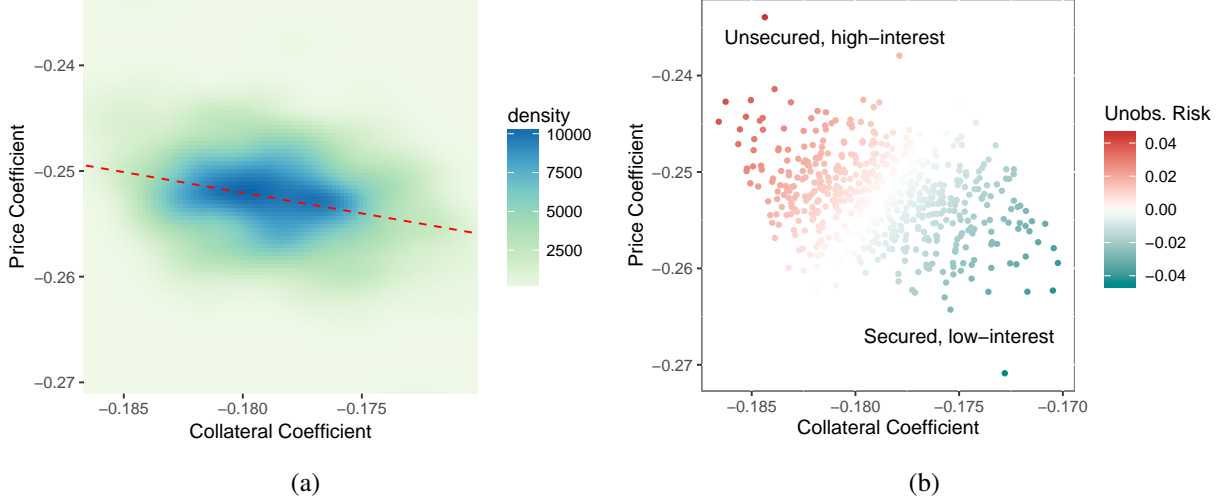 −0.24
−0.25
−0.26
−0.27
Price Coefficient
−0.185
−0.180
−0.175
Collateral Coefficient
density
10000
7500
5000
2500
(a)
Unsecured, high−interest
Secured, low−interest
−0.24
−0.25
−0.26
−0.27
Price Coefficient
−0.185
−0.180
−0.175
−0.170
Collateral Coefficient
Unobs. Risk
0.04
0.02
0.00
−0.02
−0.04
(b)